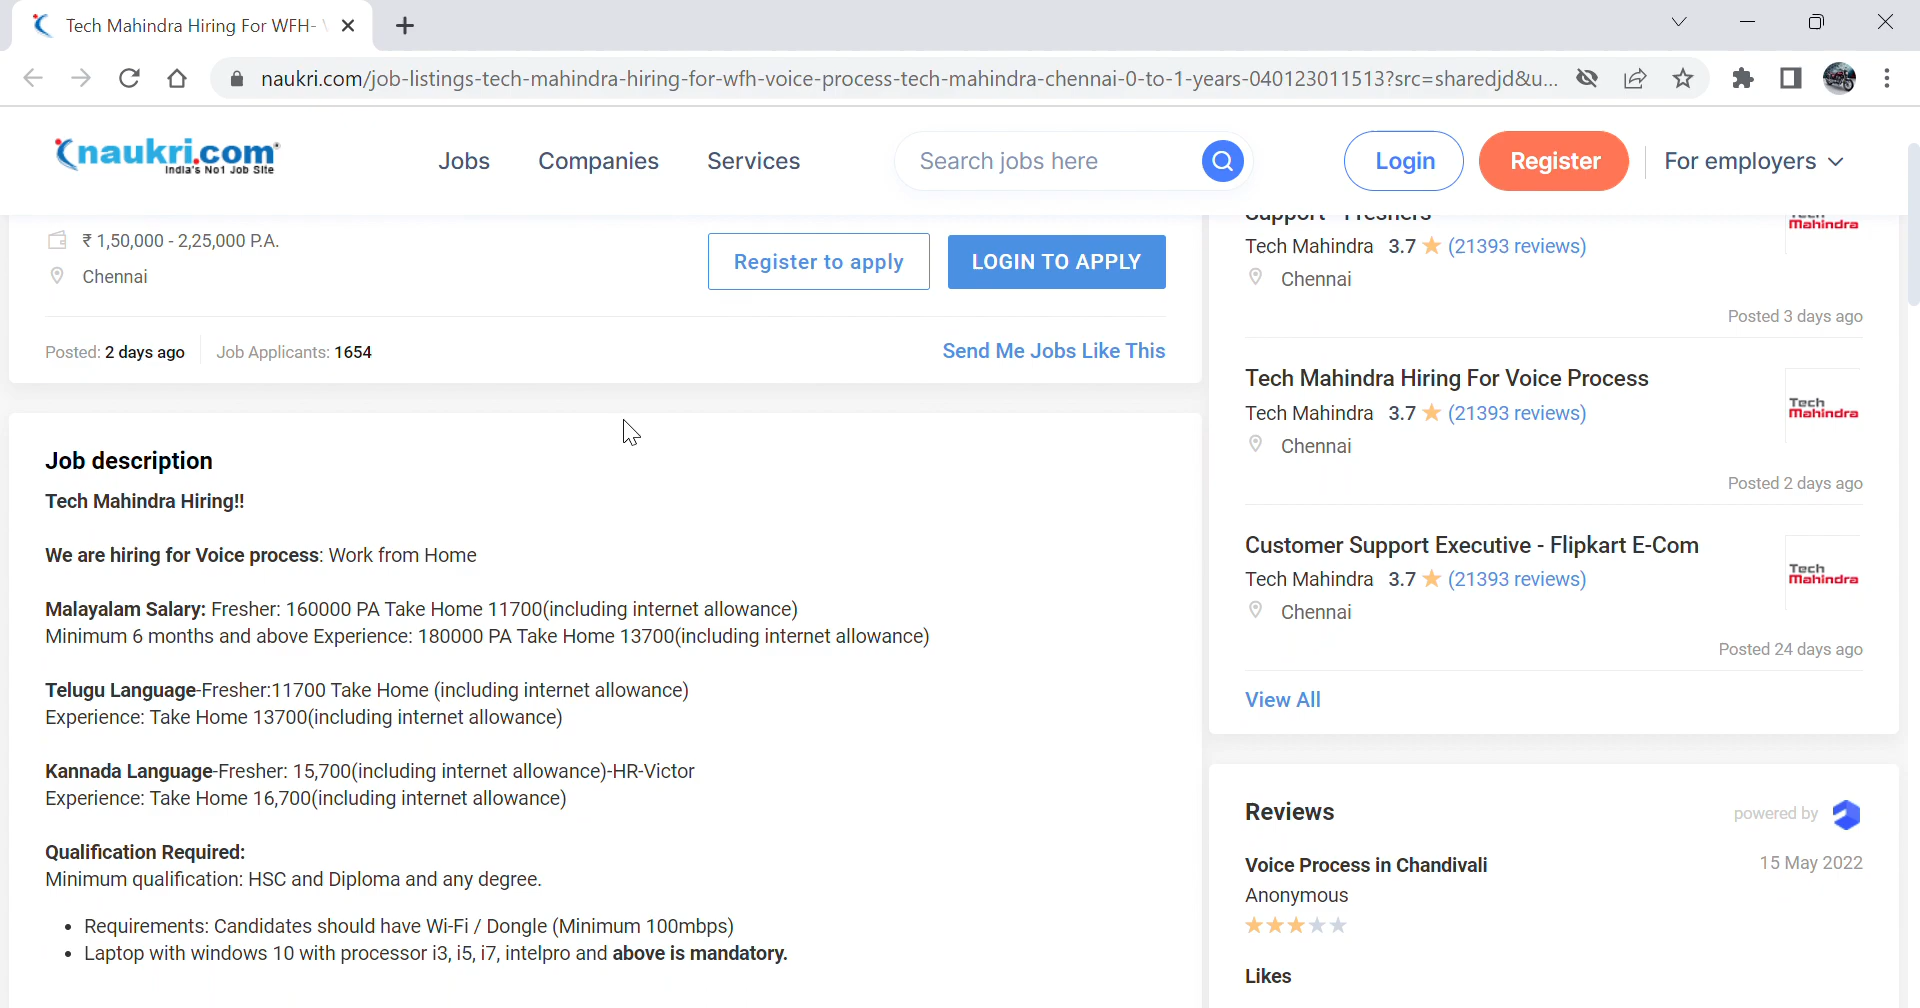 Tech Mahindra Hiring For WFH-
naukri.com/job-listings-tech-mahindra-hiring-for-wfh-voice-process-tech-mahindra-chennai-0-to-1-years-040123011513?src=sharedjd&u...
naukri.com
India's No1 Job Site
Jobs
Companies
Services
Search jobs here
Login
Register
For employers
₹ 1,50,000 - 2,25,000 P.A.
Chennai
Register to apply
LOGIN TO APPLY
Posted: 2 days ago
Job Applicants: 1654
Send Me Jobs Like This
Job description
Tech Mahindra Hiring!!
We are hiring for Voice process: Work from Home
Malayalam Salary: Fresher: 160000 PA Take Home 11700(including internet allowance)
Minimum 6 months and above Experience: 180000 PA Take Home 13700(including internet allowance)
Telugu Language-Fresher:11700 Take Home (including internet allowance)
Experience: Take Home 13700(including internet allowance)
Kannada Language-Fresher: 15,700(including internet allowance)-HR-Victor
Experience: Take Home 16,700(including internet allowance)
Qualification Required:
Minimum qualification: HSC and Diploma and any degree.
• Requirements: Candidates should have Wi-Fi / Dongle (Minimum 100mbps)
• Laptop with windows 10 with processor i3, i5, i7, intelpro and above is mandatory.
Support - Freshers
Tech Mahindra 3.7 (21393 reviews)
Tech
Mahindra
Chennai
Posted 3 days ago
Tech Mahindra Hiring For Voice Process
Tech Mahindra 3.7 (21393 reviews)
Tech
Mahindra
Chennai
Posted 2 days ago
Customer Support Executive - Flipkart E-Com
Tech Mahindra 3.7 (21393 reviews)
Tech
Mahindra
Chennai
Posted 24 days ago
View All
Reviews
powered by
Voice Process in Chandivali
15 May 2022
Anonymous
Likes